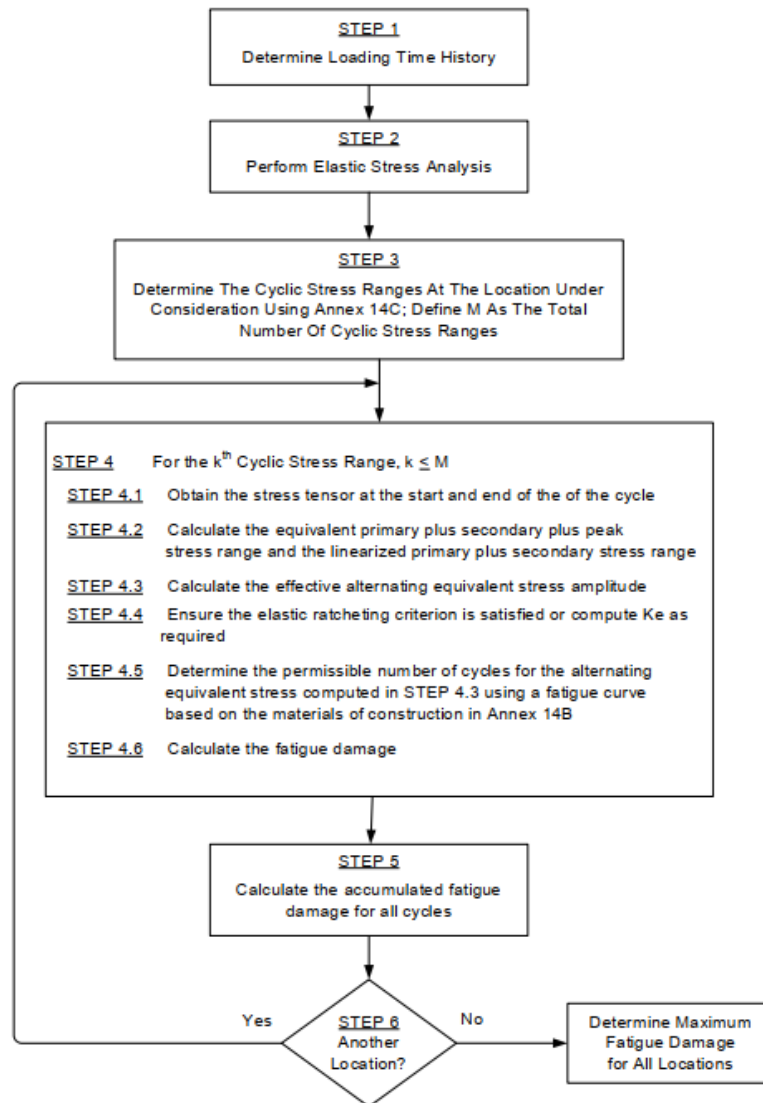 STEP 1
Determine Loading Time History
STEP 2
Perform Elastic Stress Analysis
STEP 3
Determine The Cyclic Stress Ranges At The Location Under
Consideration Using Annex 14C; Define M As The Total
Number Of Cyclic Stress Ranges
STEP 4 For the kth Cyclic Stress Range, k ≤ M
STEP 4.1 Obtain the stress tensor at the start and end of the of the cycle
STEP 4.2 Calculate the equivalent primary plus secondary plus peak
stress range and the linearized primary plus secondary stress range
STEP 4.3 Calculate the effective alternating equivalent stress amplitude
STEP 4.4 Ensure the elastic ratcheting criterion is satisfied or compute Ke as
required
STEP 4.5 Determine the permissible number of cycles for the alternating
equivalent stress computed in STEP 4.3 using a fatigue curve
based on the materials of construction in Annex 14B
STEP 4.6 Calculate the fatigue damage
STEP 5
Calculate the accumulated fatigue
damage for all cycles
Yes
STEP 6
Another
Location?
No
Determine Maximum
Fatigue Damage
for All Locations